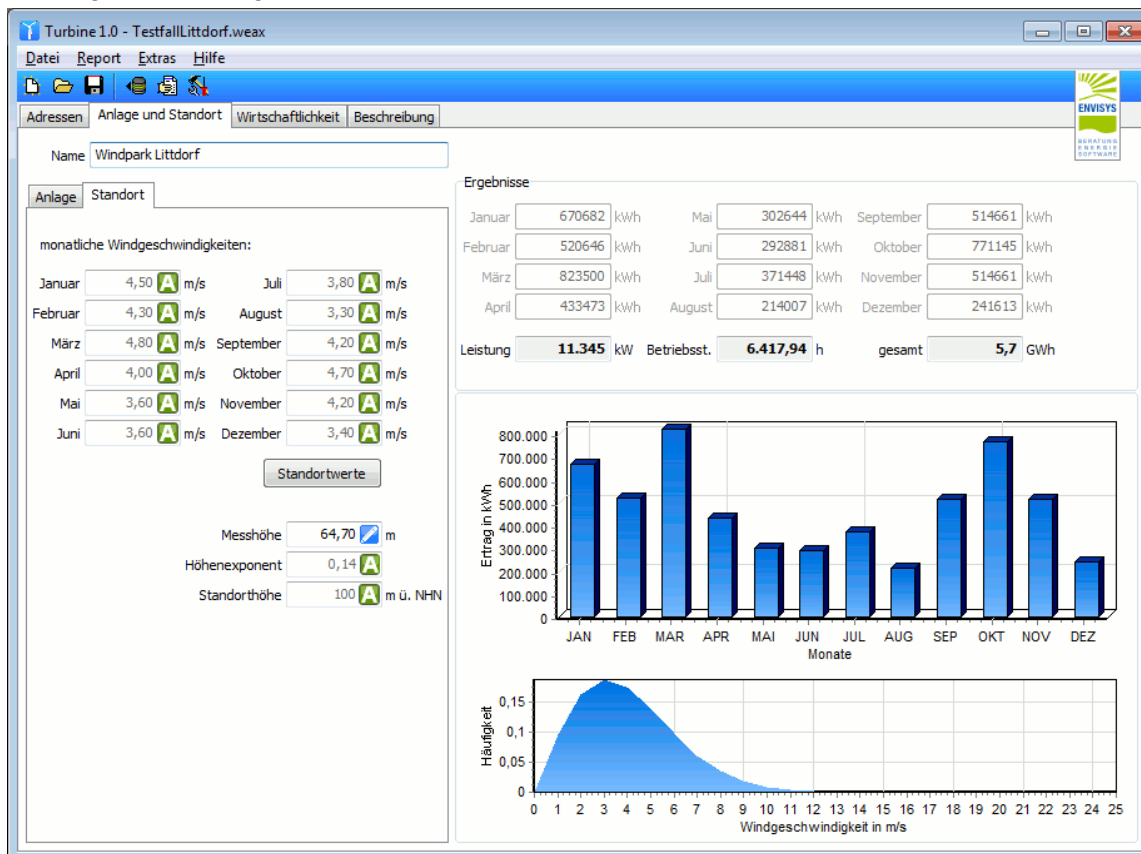 Turbine 1.0 - TestfallLittdorf.weax
Datei Report Extras Hilfe
ENVISYS
BERATUNG
ENERGIE
SOFTWARE
Adressen Anlage und Standort Wirtschaftlichkeit Beschreibung
Name Windpark Littdorf
Anlage Standort
monatliche Windgeschwindigkeiten:
Januar 4,50 A m/s Juli 3,80 A m/s
Februar 4,30 A m/s August 3,30 A m/s
März 4,80 A m/s September 4,20 A m/s
April 4,00 A m/s Oktober 4,70 A m/s
Mai 3,60 A m/s November 4,20 A m/s
Juni 3,60 A m/s Dezember 3,40 A m/s
Standortwerte
Messhöhe 64,70 m
Höhenexponent 0,14 A
Standorthöhe 100 A m ü. NHN
Ergebnisse
Januar 670682 kWh Mai 302644 kWh September 514661 kWh
Februar 520646 kWh Juni 292881 kWh Oktober 771145 kWh
März 823500 kWh Juli 371448 kWh November 514661 kWh
April 433473 kWh August 214007 kWh Dezember 241613 kWh
Leistung 11.345 kW Betriebsst. 6.417,94 h gesamt 5,7 GWh
Ertrag in kWh
800.000
700.000
600.000
500.000
400.000
300.000
200.000
100.000
0
JAN FEB MAR APR MAI JUN JUL AUG SEP OKT NOV DEZ
Monate
Häufigkeit
0,15
0,1
0,05
0
0 1 2 3 4 5 6 7 8 9 10 11 12 13 14 15 16 17 18 19 20 21 22 23 24 25
Windgeschwindigkeit in m/s